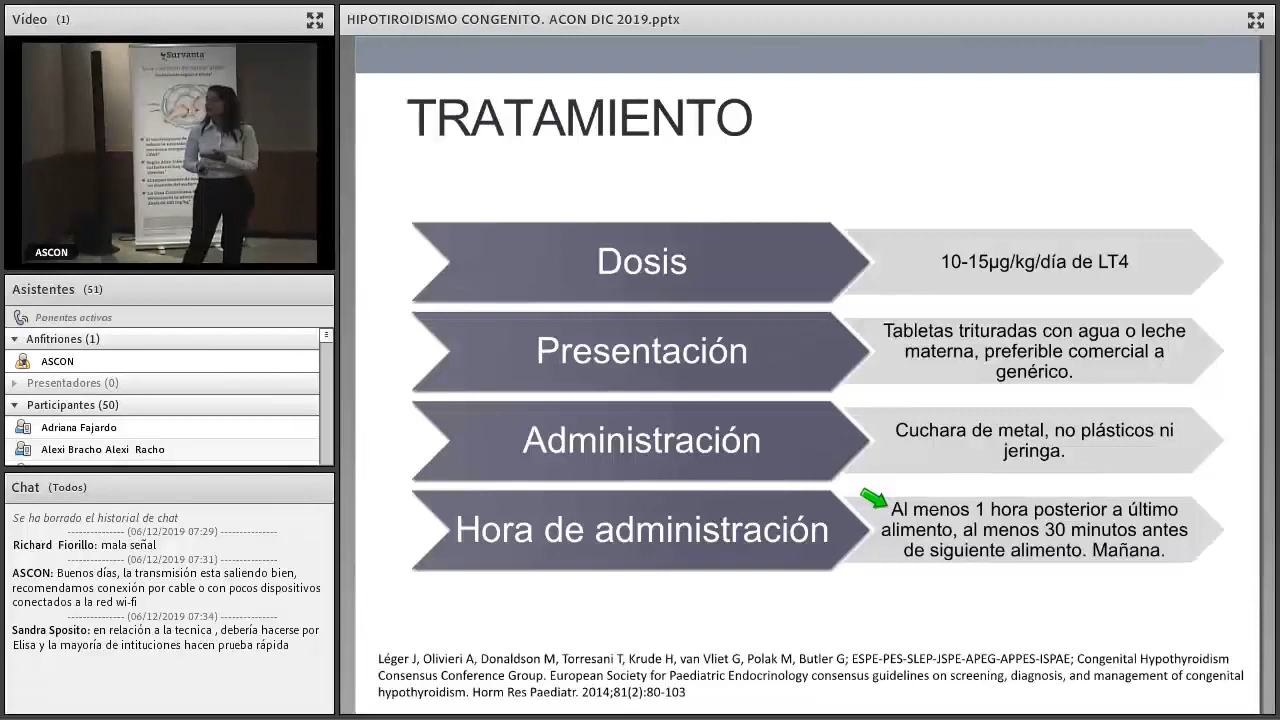 Vídeo (1)
Survanta
ASCON
Asistentes (51)
Ponentes activos
Anfitriones (1)
ASCON
Presentadores (0)
Participantes (50)
Adriana Fajardo
Alexi Bracho Alexi Racho
Chat (Todos)
Se ha borrado el historial de chat
--------------- (06/12/2019 07:29) ---------------
Richard Fiorillo: mala señal
--------------- (06/12/2019 07:31) ---------------
ASCON: Buenos días, la transmisión esta saliendo bien,
recomendamos conexión por cable o con pocos dispositivos
conectados a la red wi-fi
--------------- (06/12/2019 07:34) ---------------
Sandra Sposito: en relación a la tecnica , debería hacerse por
Elisa y la mayoría de intituciones hacen prueba rápida
HIPOTIROIDISMO CONGENITO. ACON DIC 2019.pptx
TRATAMIENTO
Dosis
10-15µg/kg/día de LT4
Presentación
Tabletas trituradas con agua o leche
materna, preferible comercial a
genérico.
Administración
Cuchara de metal, no plásticos ni
jeringa.
Hora de administración
Al menos 1 hora posterior a último
alimento, al menos 30 minutos antes
de siguiente alimento. Mañana.
Léger J, Olivieri A, Donaldson M, Torresani T, Krude H, van Vliet G, Polak M, Butler G; ESPE-PES-SLEP-JSPE-APEG-APPES-ISPAE; Congenital Hypothyroidism
Consensus Conference Group. European Society for Paediatric Endocrinology consensus guidelines on screening, diagnosis, and management of congenital
hypothyroidism. Horm Res Paediatr. 2014;81(2):80-103